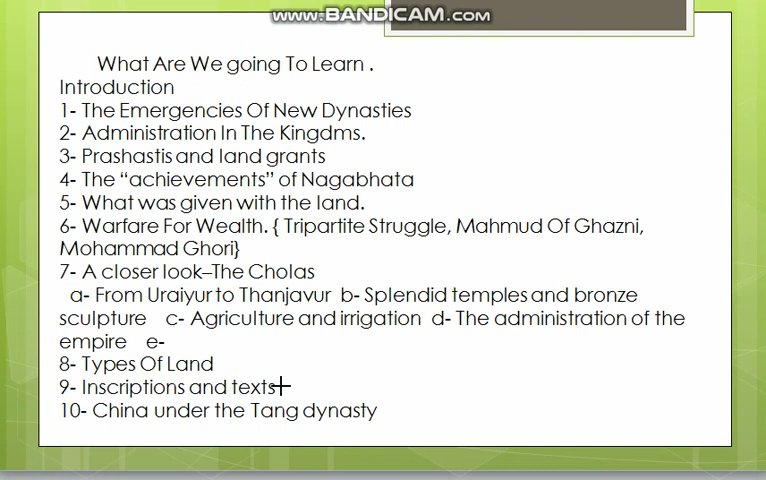 www.BANDICAM.com
What Are We going To Learn .
Introduction
1- The Emergencies Of New Dynasties
2- Administration In The Kingdms.
3- Prashastis and land grants
4- The “achievements” of Nagabhata
5- What was given with the land.
6- Warfare For Wealth. { Tripartite Struggle, Mahmud Of Ghazni,
Mohammad Ghori}
7- A closer look–The Cholas
a- From Uraiyur to Thanjavur b- Splendid temples and bronze
sculpture c- Agriculture and irrigation d- The administration of the
empire e-
8- Types Of Land
9- Inscriptions and texts
10- China under the Tang dynasty